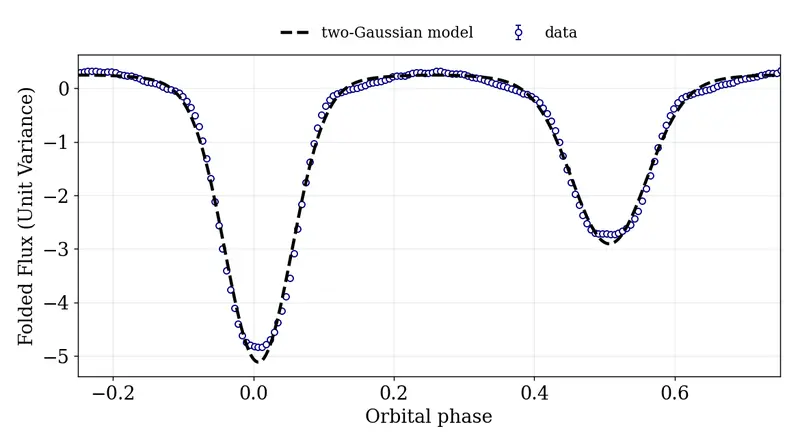 two-Gaussian model data
Folded Flux (Unit Variance)
0
−1
−2
−3
−4
−5
−0.2 0.0 0.2 0.4 0.6
Orbital phase